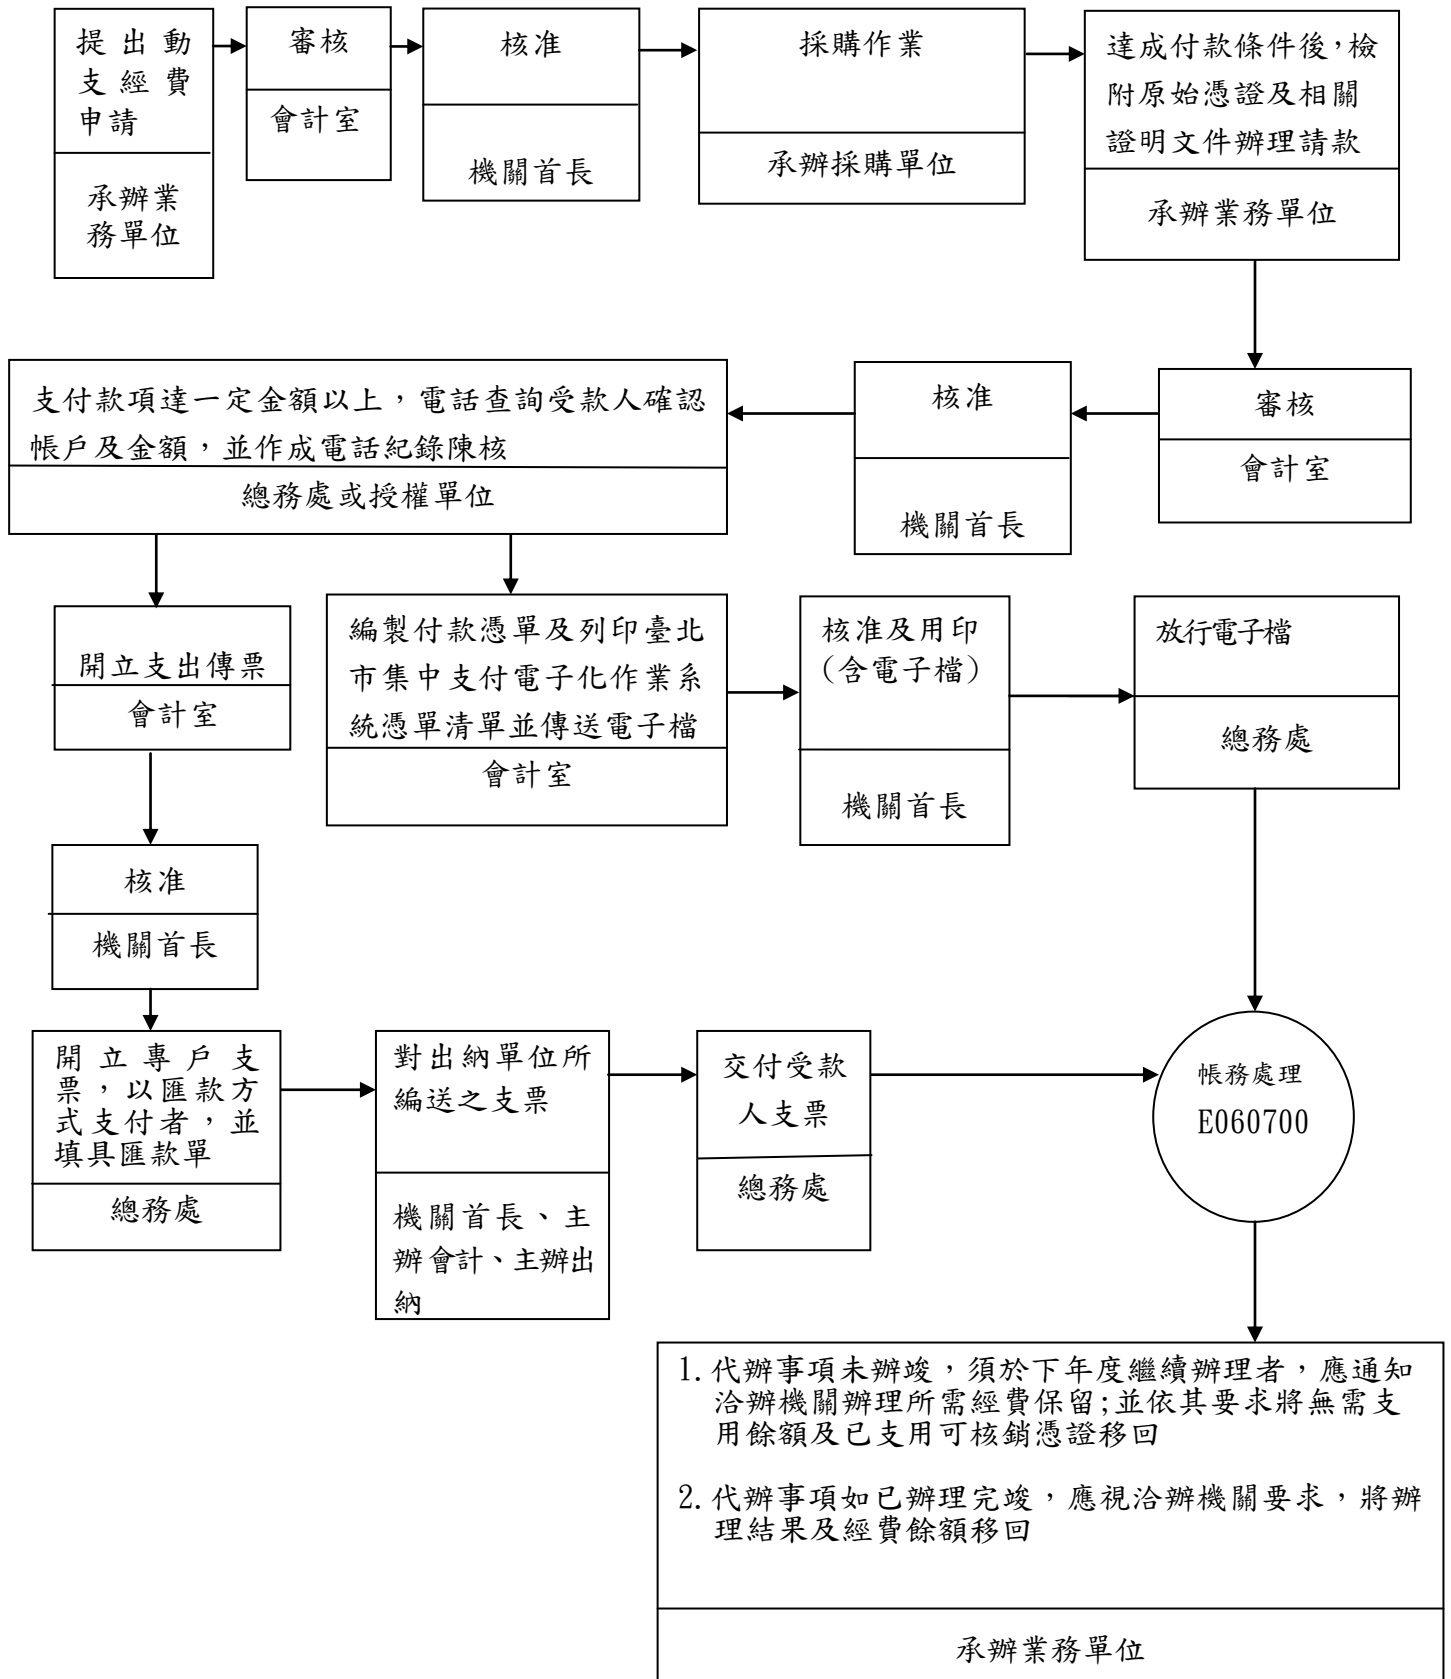 提出動
支經費
申請
承辦業
務單位
審核
會計室
核准
機關首長
採購作業
承辦採購單位
達成付款條件後，檢
附原始憑證及相關
證明文件辦理請款
承辦業務單位
審核
會計室
核准
機關首長
支付款項達一定金額以上，電話查詢受款人確認
帳戶及金額，並作成電話紀錄陳核
總務處或授權單位
開立支出傳票
會計室
編製付款憑單及列印臺北
市集中支付電子化作業系
統憑單清單並傳送電子檔
會計室
核准及用印
(含電子檔)
機關首長
放行電子檔
總務處
核准
機關首長
開立專戶支
票，以匯款方
式支付者，並
填具匯款單
總務處
對出納單位所
編送之支票
機關首長、主
辦會計、主辦出
納
交付受款
人支票
總務處
帳務處理
E060700
1.代辦事項未辦竣，須於下年度繼續辦理者，應通知
洽辦機關辦理所需經費保留;並依其要求將無需支
用餘額及已支用可核銷憑證移回
2.代辦事項如已辦理完竣，應視洽辦機關要求，將辦
理結果及經費餘額移回
承辦業務單位